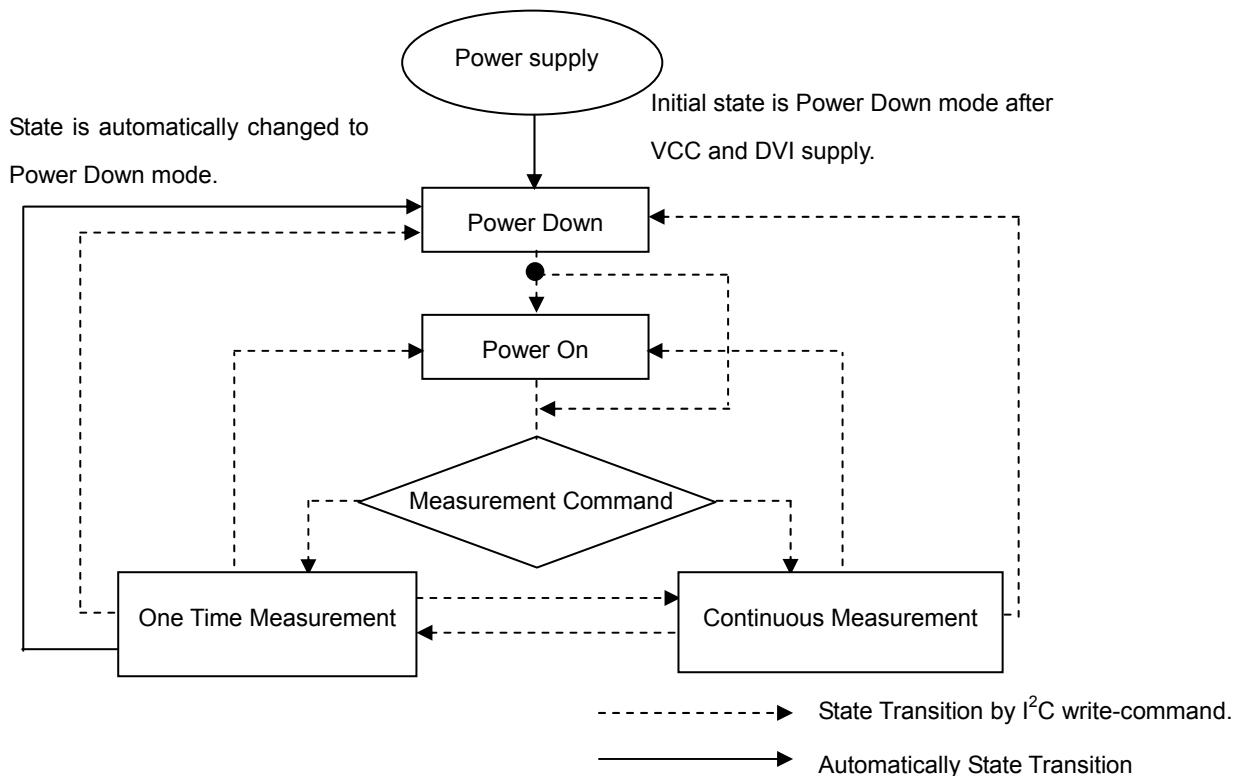 Power supply
Initial state is Power Down mode after
VCC and DVI supply.
State is automatically changed to
Power Down mode.
Power Down
Power On
Measurement Command
One Time Measurement
Continuous Measurement
State Transition by I²C write-command.
Automatically State Transition